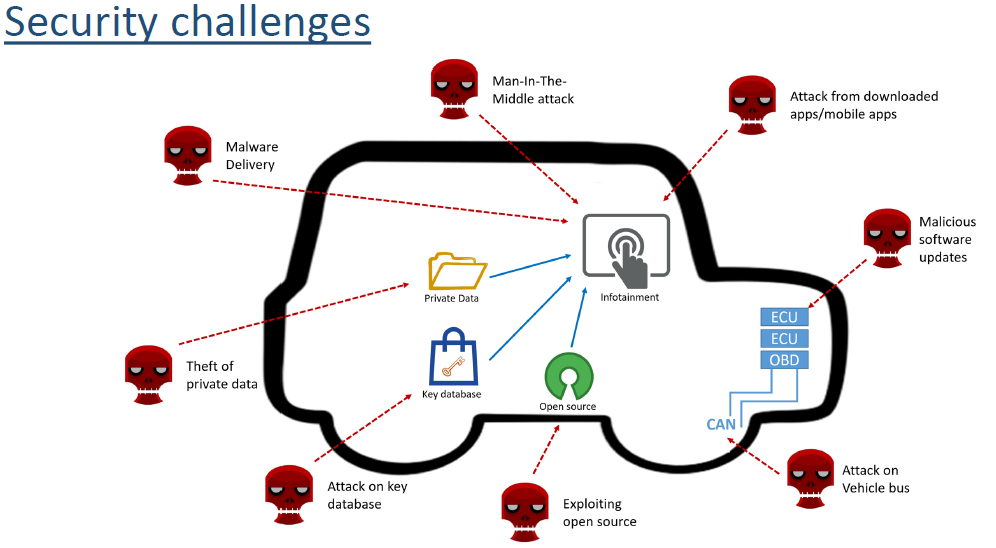 Security challenges
Man-In-The-
Middle attack
Attack from downloaded
apps/mobile apps
Malware
Delivery
Malicious
software
updates
Private Data
Infotainment
ECU
ECU
OBD
Theft of
private data
Key database
Open source
CAN
Attack on key
database
Exploiting
open source
Attack on
Vehicle bus